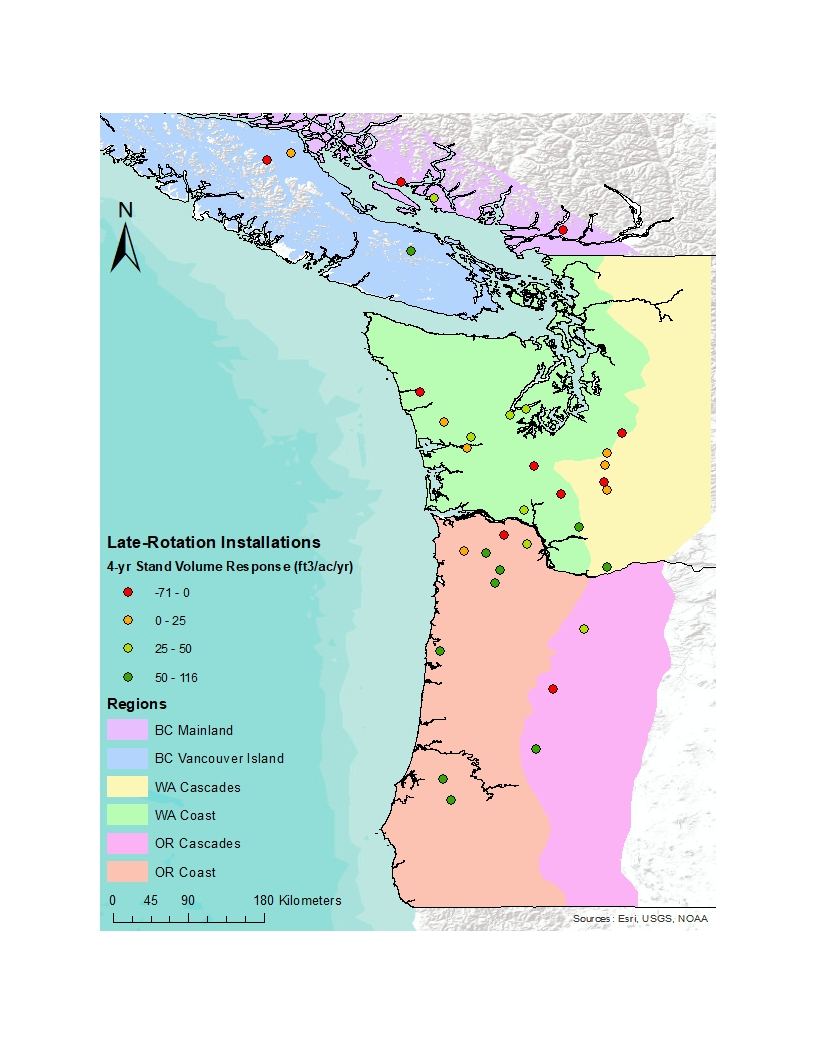 N
Late-Rotation Installations
4-yr Stand Volume Response (ft3/ac/yr)
-71 - 0
0 - 25
25 - 50
50 - 116
Regions
BC Mainland
BC Vancouver Island
WA Cascades
WA Coast
OR Cascades
OR Coast
0 45 90 180 Kilometers
Sources: Esri, USGS, NOAA